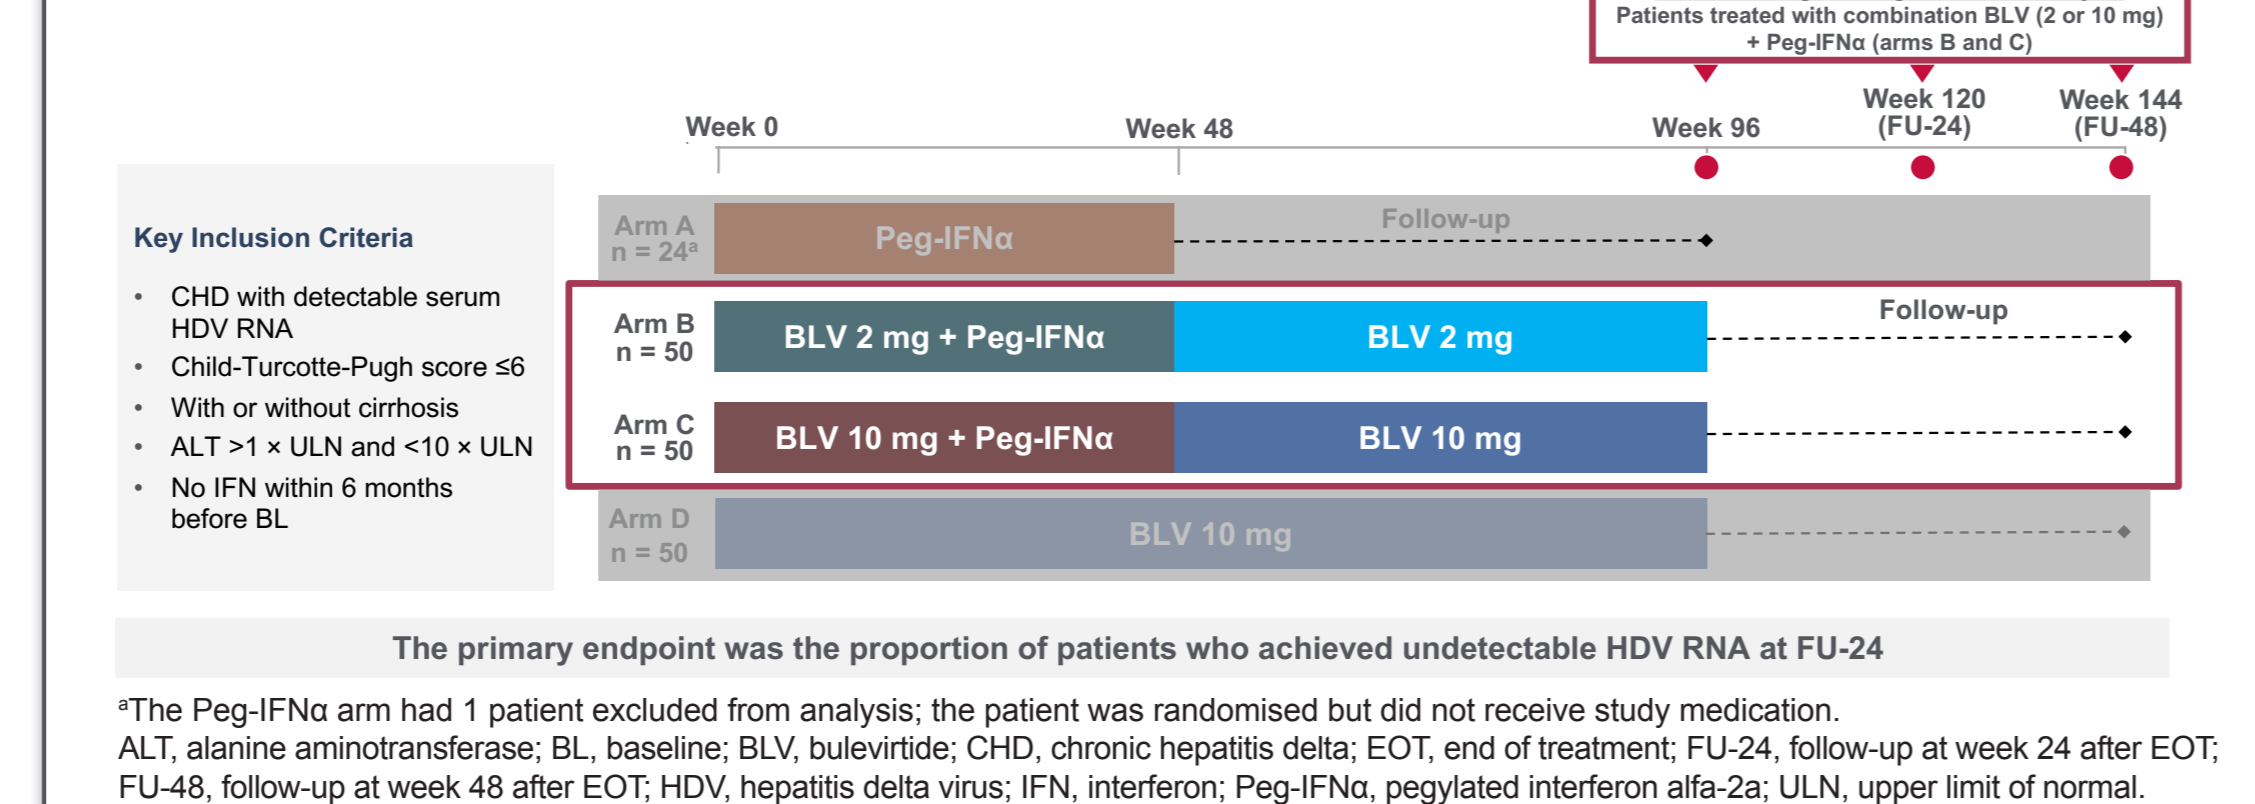 Patients treated with combination BLV (2 or 10 mg)
+ Peg-IFNα (arms B and C)
Week 0
Week 48
Week 96
Week 120
(FU-24)
Week 144
(FU-48)
Key Inclusion Criteria
• CHD with detectable serum
HDV RNA
• Child-Turcotte-Pugh score ≤6
• With or without cirrhosis
• ALT >1 × ULN and <10 × ULN
• No IFN within 6 months
before BL
Arm A
n = 24ᵃ
Peg-IFNα
Follow-up
Arm B
n = 50
BLV 2 mg + Peg-IFNα
BLV 2 mg
Follow-up
Arm C
n = 50
BLV 10 mg + Peg-IFNα
BLV 10 mg
Arm D
n = 50
BLV 10 mg
The primary endpoint was the proportion of patients who achieved undetectable HDV RNA at FU-24
ᵃThe Peg-IFNα arm had 1 patient excluded from analysis; the patient was randomised but did not receive study medication.
ALT, alanine aminotransferase; BL, baseline; BLV, bulevirtide; CHD, chronic hepatitis delta; EOT, end of treatment; FU-24, follow-up at week 24 after EOT;
FU-48, follow-up at week 48 after EOT; HDV, hepatitis delta virus; IFN, interferon; Peg-IFNα, pegylated interferon alfa-2a; ULN, upper limit of normal.